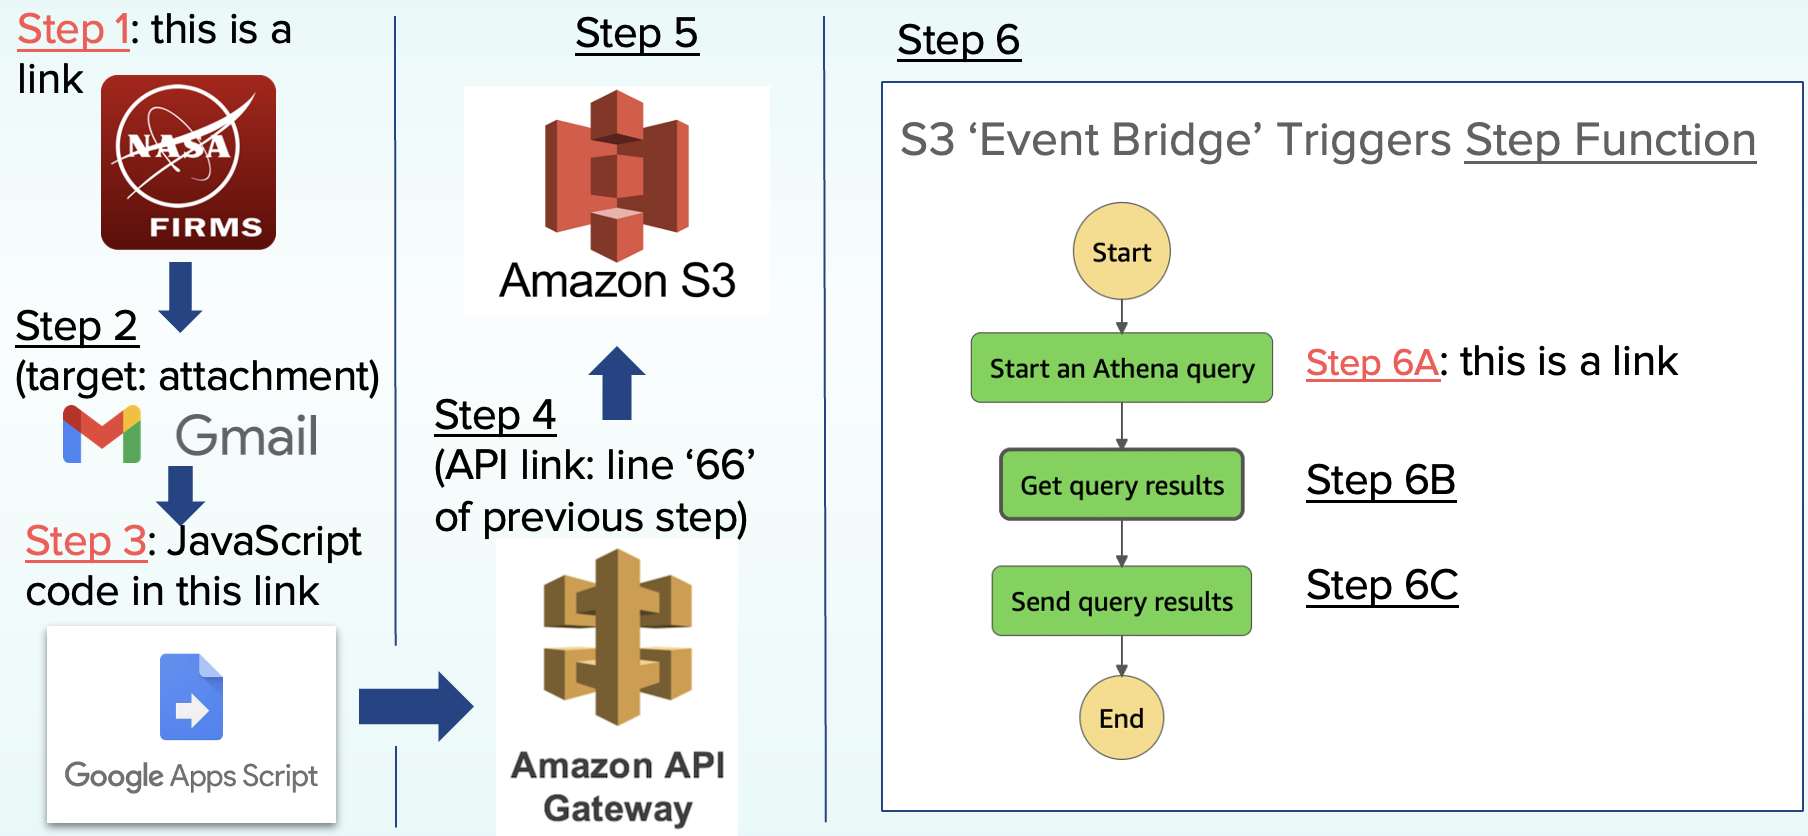 Step 1: this is a
link
NASA
FIRMS
Step 2
(target: attachment)
Gmail
Step 3: JavaScript
code in this link
Google Apps Script
Step 5
Amazon S3
Step 4
(API link: line ‘66’
of previous step)
Amazon API
Gateway
Step 6
S3 ‘Event Bridge’ Triggers Step Function
Start
Start an Athena query
Step 6A: this is a link
Get query results
Step 6B
Send query results
Step 6C
End